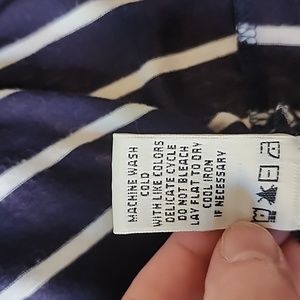 MACHINE WASH
COLD
WITH LIKE COLORS
DELICATE CYCLE
DO NOT BLEACH
LAY FLAT TO DRY
COOL IRON
IF NECESSARY